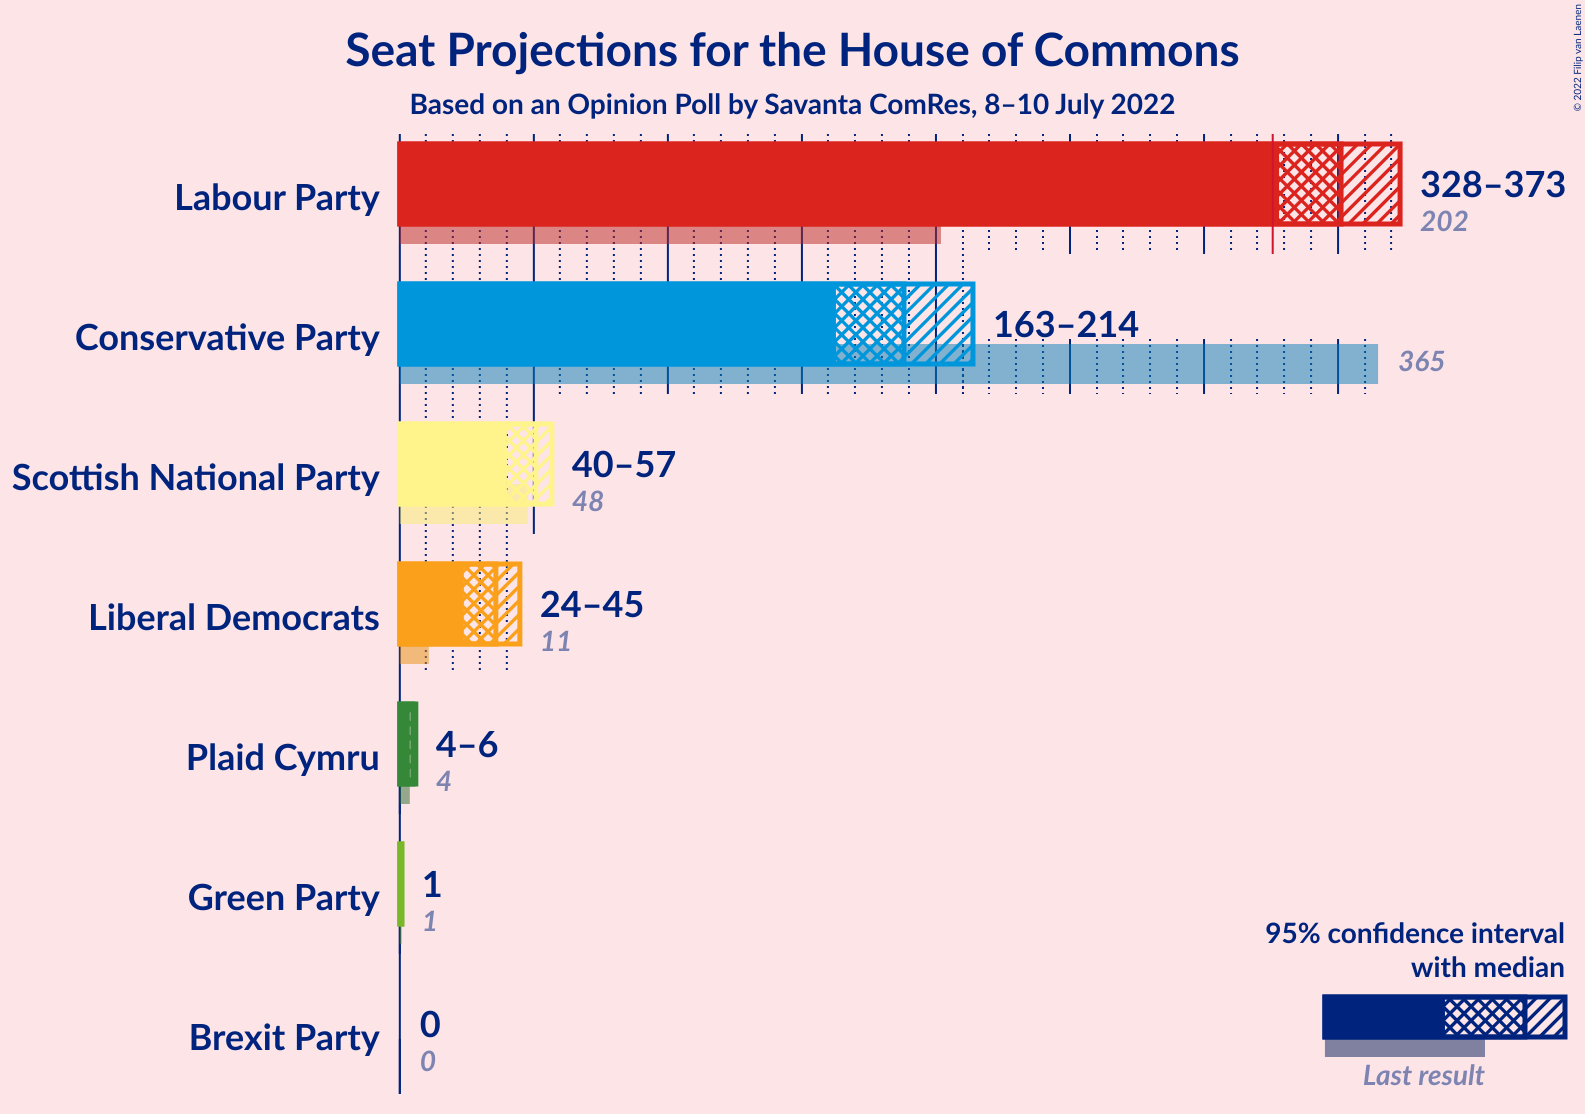 Seat Projections for the House of Commons
Based on an Opinion Poll by Savanta ComRes, 8–10 July 2022
© 2022 Filip van Laenen
Labour Party
328–373
202
Conservative Party
163–214
365
Scottish National Party
40–57
48
Liberal Democrats
24–45
11
Plaid Cymru
4–6
4
Green Party
1
1
Brexit Party
0
0
95% confidence interval
with median
Last result